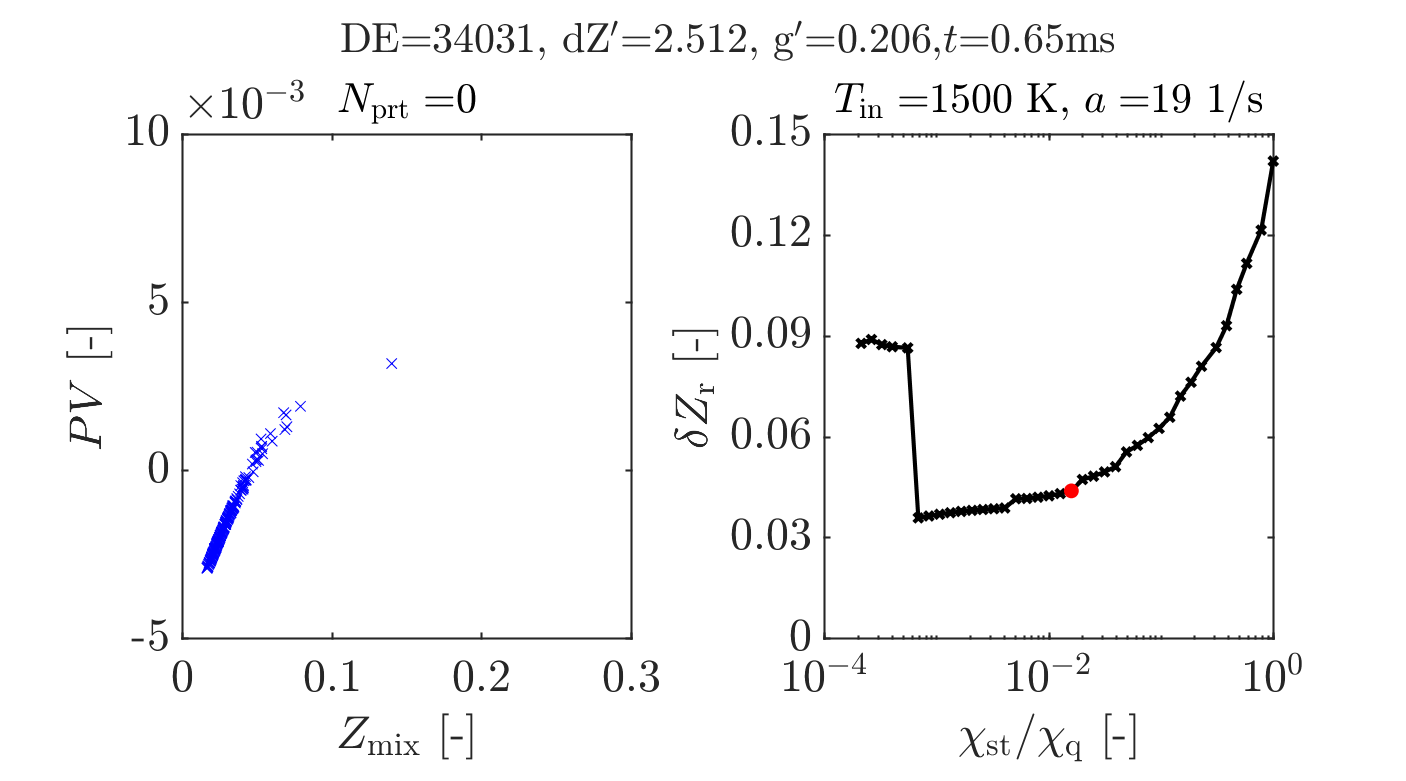 DE=34031, dZ′=2.512, g′=0.206,t=0.65ms
×10⁻³ N_prt =0
10
5
0
-5
0 0.1 0.2 0.3
PV [-]
Z_mix [-]
T_in =1500 K, a =19 1/s
0.15
0.12
0.09
0.06
0.03
0
10⁻⁴ 10⁻² 10⁰
δZ_r [-]
χ_st/χ_q [-]